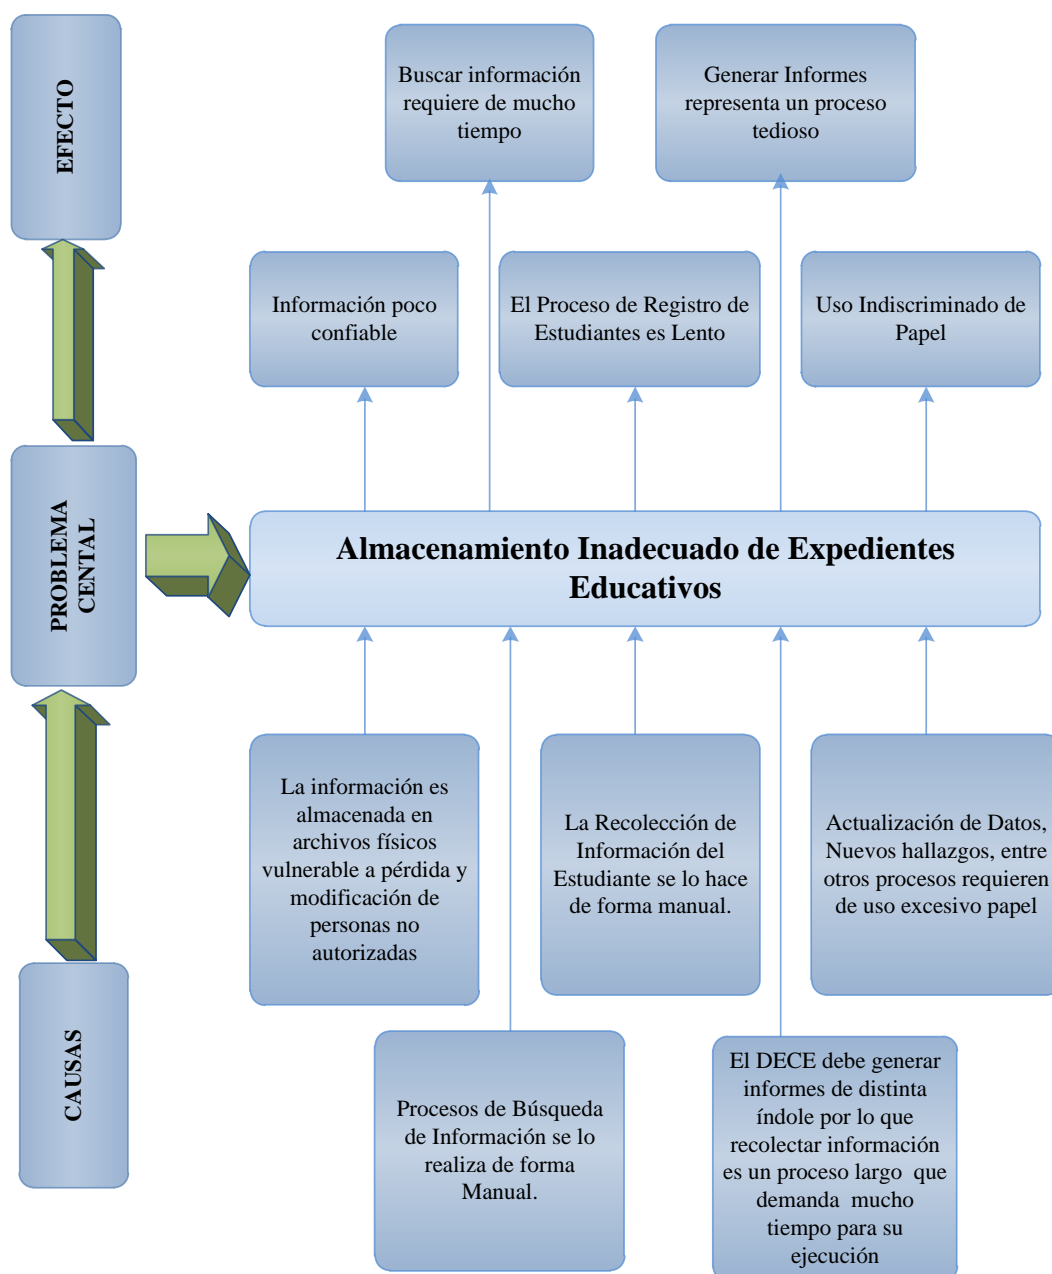 EFECTO
Buscar información
requiere de mucho
tiempo
Generar Informes
representa un proceso
tedioso
Información poco
confiable
El Proceso de Registro de
Estudiantes es Lento
Uso Indiscriminado de
Papel
PROBLEMA
CENTAL
Almacenamiento Inadecuado de Expedientes
Educativos
La información es
almacenada en
archivos físicos
vulnerable a pérdida y
modificación de
personas no
autorizadas
La Recolección de
Información del
Estudiante se lo hace
de forma manual.
Actualización de Datos,
Nuevos hallazgos, entre
otros procesos requieren
de uso excesivo papel
CAUSAS
Procesos de Búsqueda
de Información se lo
realiza de forma
Manual.
El DECE debe generar
informes de distinta
índole por lo que
recolectar información
es un proceso largo  que
demanda  mucho
tiempo para su
ejecución